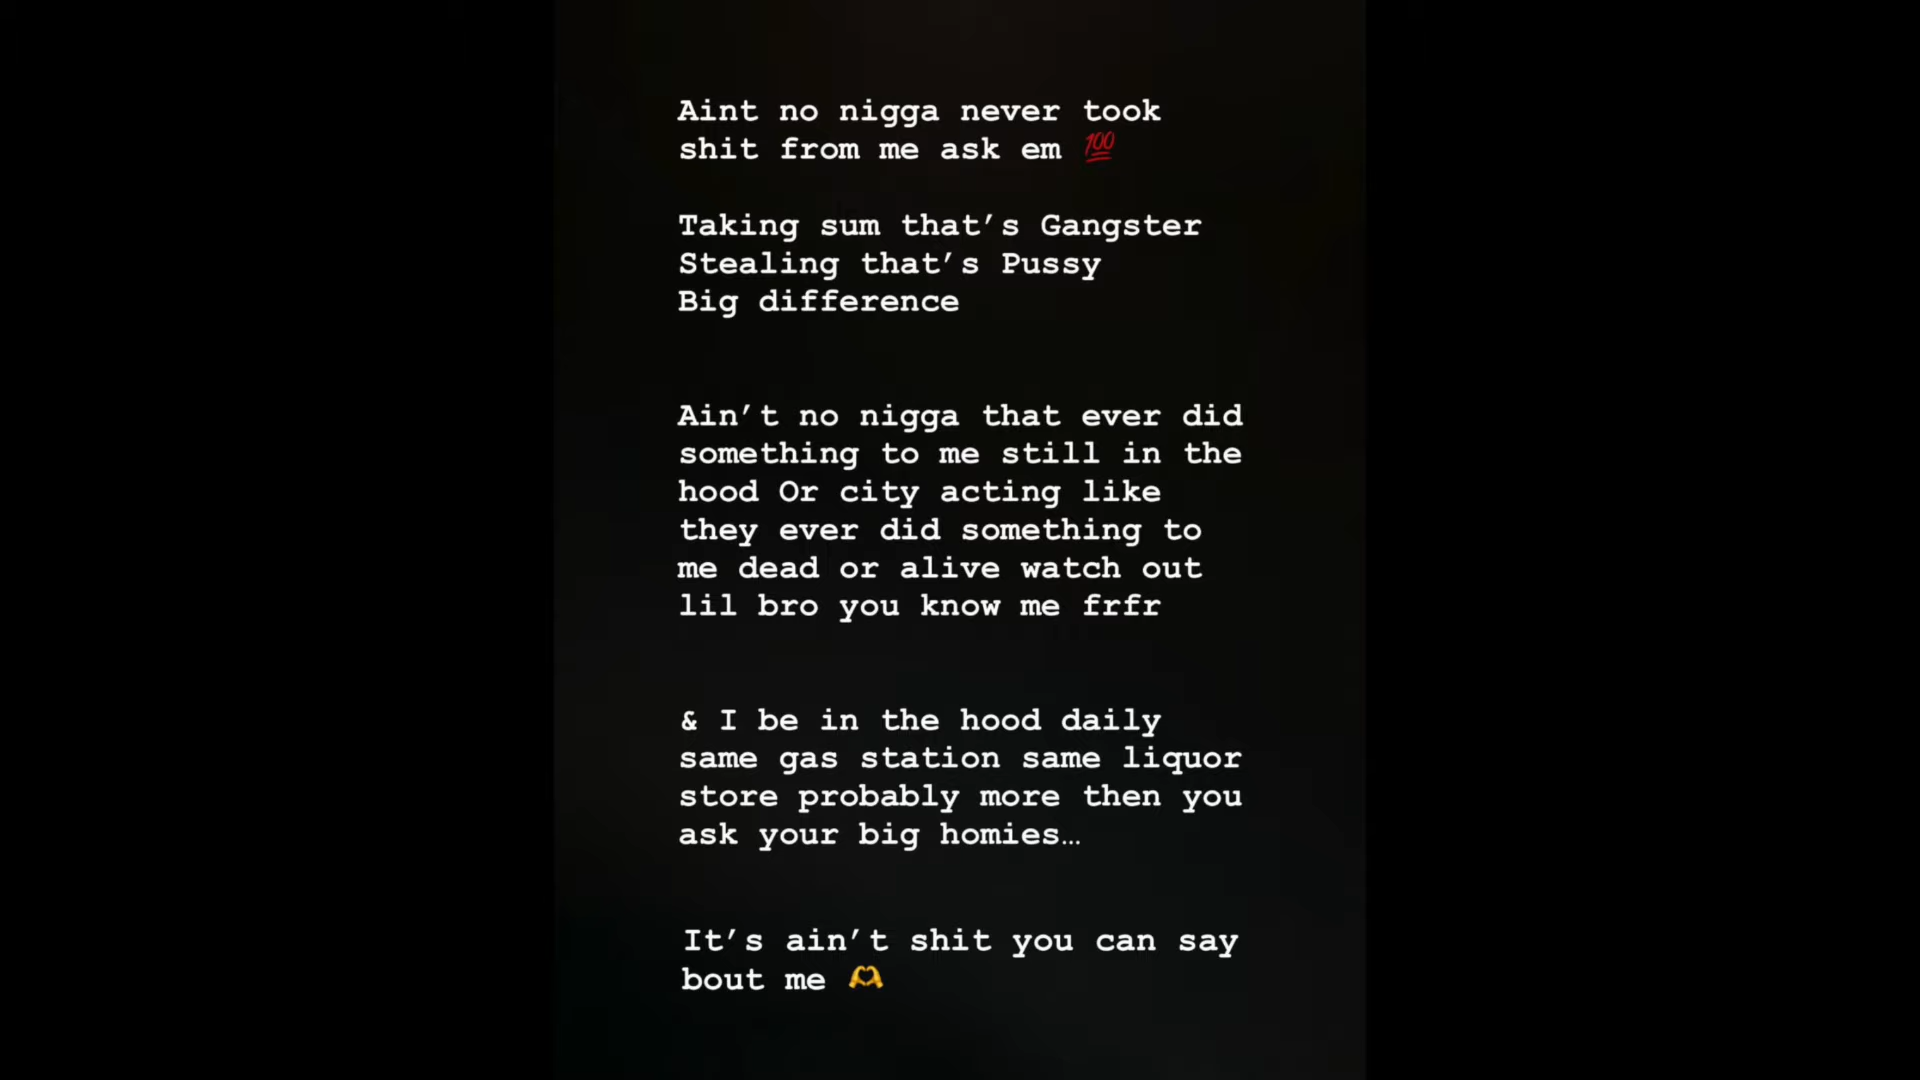 Aint no nigga never took
shit from me ask em 💯
Taking sum that’s Gangster
Stealing that’s Pussy
Big difference
Ain’t no nigga that ever did
something to me still in the
hood Or city acting like
they ever did something to
me dead or alive watch out
lil bro you know me frfr
& I be in the hood daily
same gas station same liquor
store probably more then you
ask your big homies…
It’s ain’t shit you can say
bout me 🫶